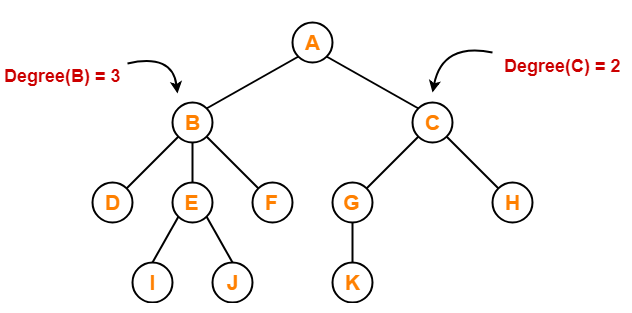 A
Degree(B) = 3
Degree(C) = 2
B
C
D
E
F
G
H
I
J
K